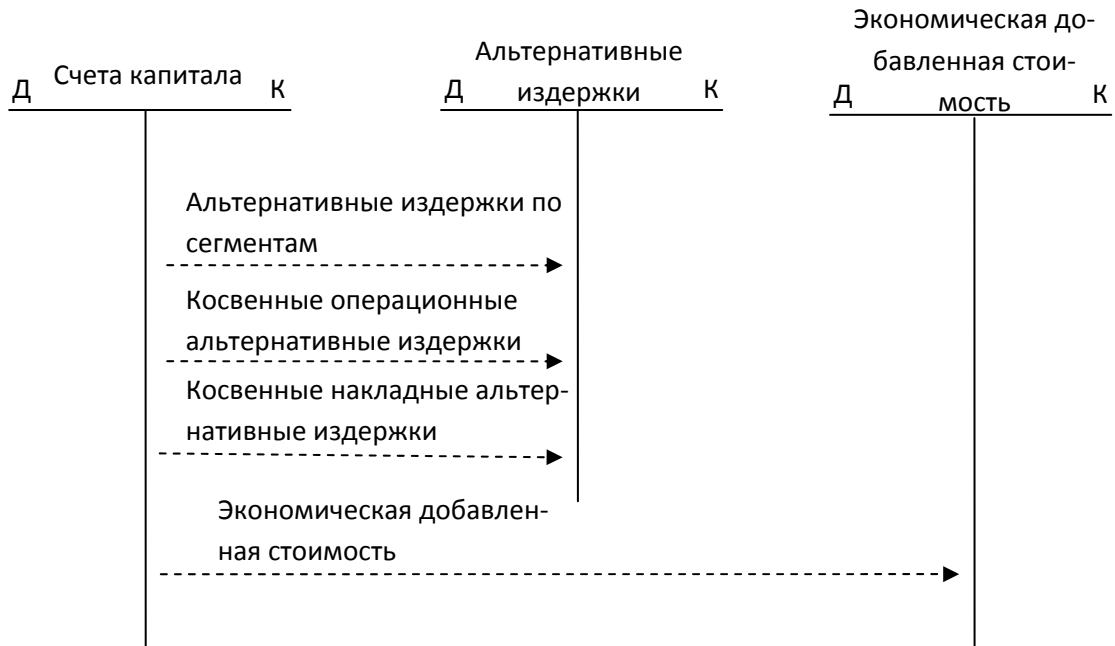 Счета капитала
Д
К
Альтернативные
издержки
Д
К
Экономическая до-
бавленная стои-
мость
Д
К
Альтернативные издержки по
сегментам
Косвенные операционные
альтернативные издержки
Косвенные накладные альтер-
нативные издержки
Экономическая добавлен-
ная стоимость